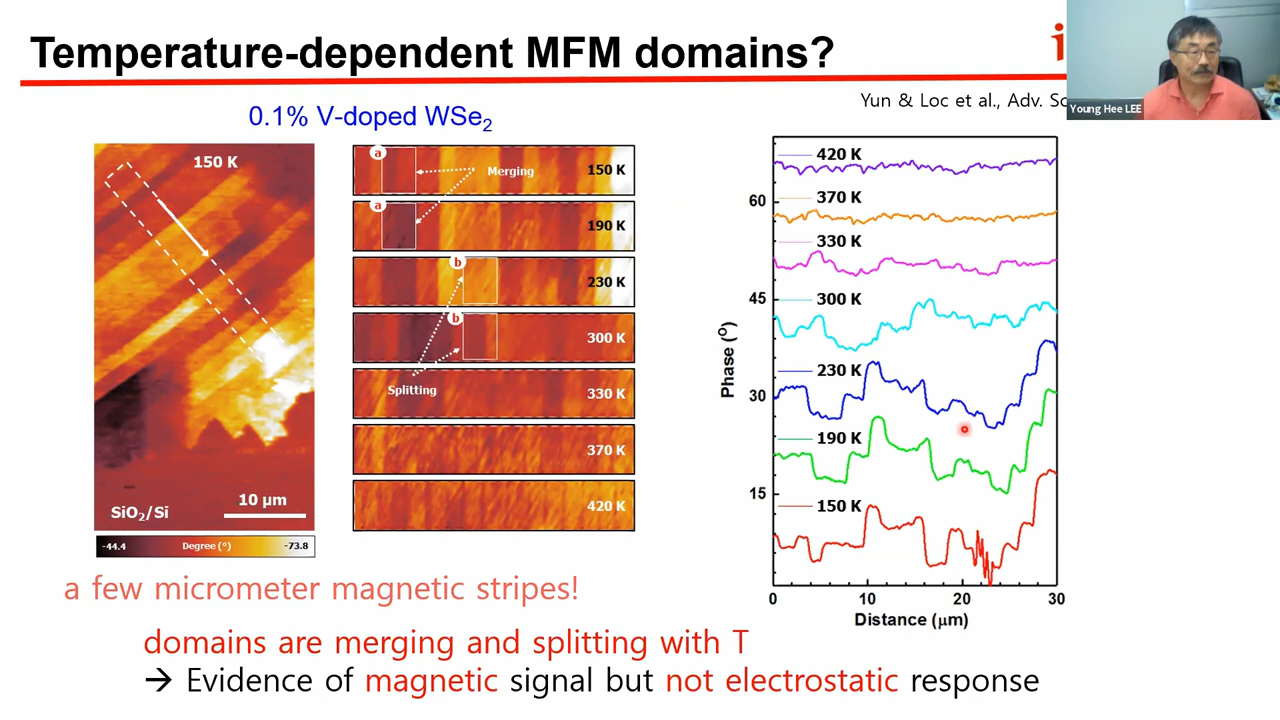 Temperature-dependent MFM domains?
Yun & Loc et al., Adv.
Young Hee LEE
0.1% V-doped WSe2
150 K
SiO2/Si
10 μm
-44.4 Degree (°) -73.8
a
Merging
150 K
a
190 K
b
230 K
b
300 K
Splitting
330 K
370 K
420 K
Phase (°)
60
45
30
15
420 K
370 K
330 K
300 K
230 K
190 K
150 K
0 10 20 30
Distance (μm)
a few micrometer magnetic stripes!
domains are merging and splitting with T
→ Evidence of magnetic signal but not electrostatic response